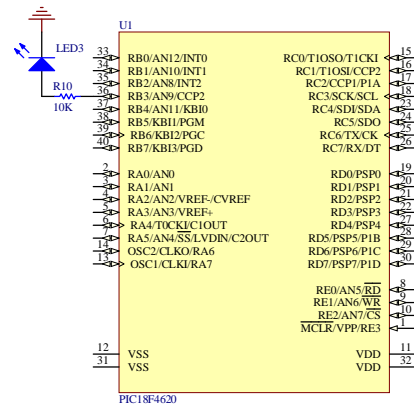 U1
LED3
R10
10K
33 RB0/AN12/INT0 RC0/T1OSO/T1CKI 15
34 RB1/AN10/INT1 RC1/T1OSI/CCP2 16
35 RB2/AN8/INT2 RC2/CCP1/P1A 17
36 RB3/AN9/CCP2 RC3/SCK/SCL 18
37 RB4/AN11/KBI0 RC4/SDI/SDA 23
38 RB5/KBI1/PGM RC5/SDO 24
39 RB6/KBI2/PGC RC6/TX/CK 25
40 RB7/KBI3/PGD RC7/RX/DT 26
2 RA0/AN0 RD0/PSP0 19
3 RA1/AN1 RD1/PSP1 20
4 RA2/AN2/VREF-/CVREF RD2/PSP2 21
5 RA3/AN3/VREF+ RD3/PSP3 22
6 RA4/T0CKI/C1OUT RD4/PSP4 27
7 RA5/AN4/SS/LVDIN/C2OUT RD5/PSP5/P1B 28
14 OSC2/CLKO/RA6 RD6/PSP6/P1C 29
13 OSC1/CLKI/RA7 RD7/PSP7/P1D 30
RE0/AN5/RD 8
RE1/AN6/WR 9
RE2/AN7/CS 10
MCLR/VPP/RE3 1
12 VSS VDD 11
31 VSS VDD 32
PIC18F4620